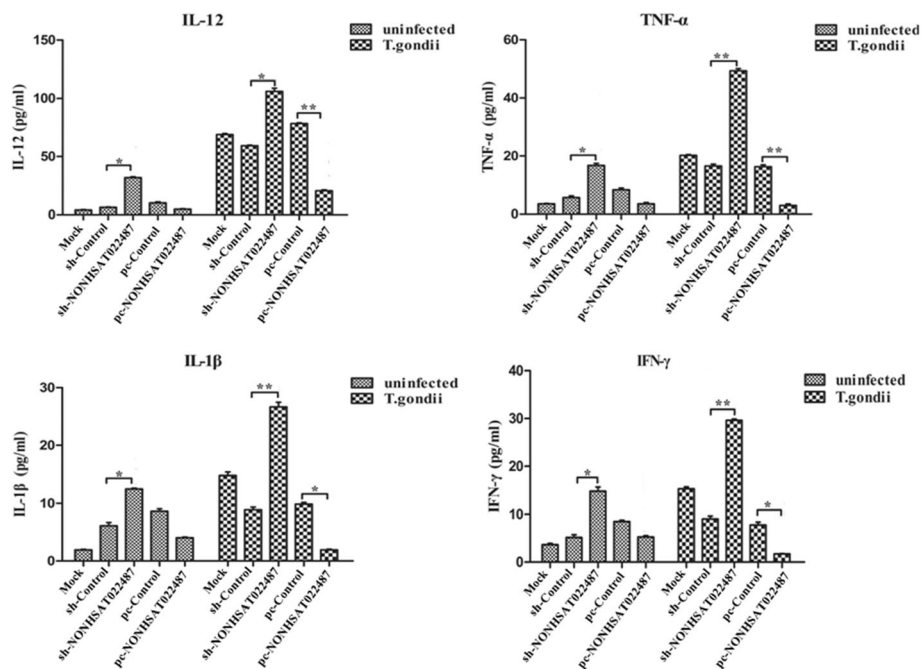 IL-12
uninfected
T.gondii
IL-12 (pg/ml)
150
100
50
0
*
*
**
Mock
sh-Control
sh-NONHSAT022487
pc-Control
pc-NONHSAT022487
Mock
sh-Control
sh-NONHSAT022487
pc-Control
pc-NONHSAT022487
TNF-α
uninfected
T.gondii
TNF-α (pg/ml)
60
40
20
0
*
**
**
Mock
sh-Control
sh-NONHSAT022487
pc-Control
pc-NONHSAT022487
Mock
sh-Control
sh-NONHSAT022487
pc-Control
pc-NONHSAT022487
IL-1β
uninfected
T.gondii
IL-1β (pg/ml)
30
20
10
0
*
**
*
Mock
sh-Control
sh-NONHSAT022487
pc-Control
pc-NONHSAT022487
Mock
sh-Control
sh-NONHSAT022487
pc-Control
pc-NONHSAT022487
IFN-γ
uninfected
T.gondii
IFN-γ (pg/ml)
40
30
20
10
0
*
**
*
Mock
sh-Control
sh-NONHSAT022487
pc-Control
pc-NONHSAT022487
Mock
sh-Control
sh-NONHSAT022487
pc-Control
pc-NONHSAT022487